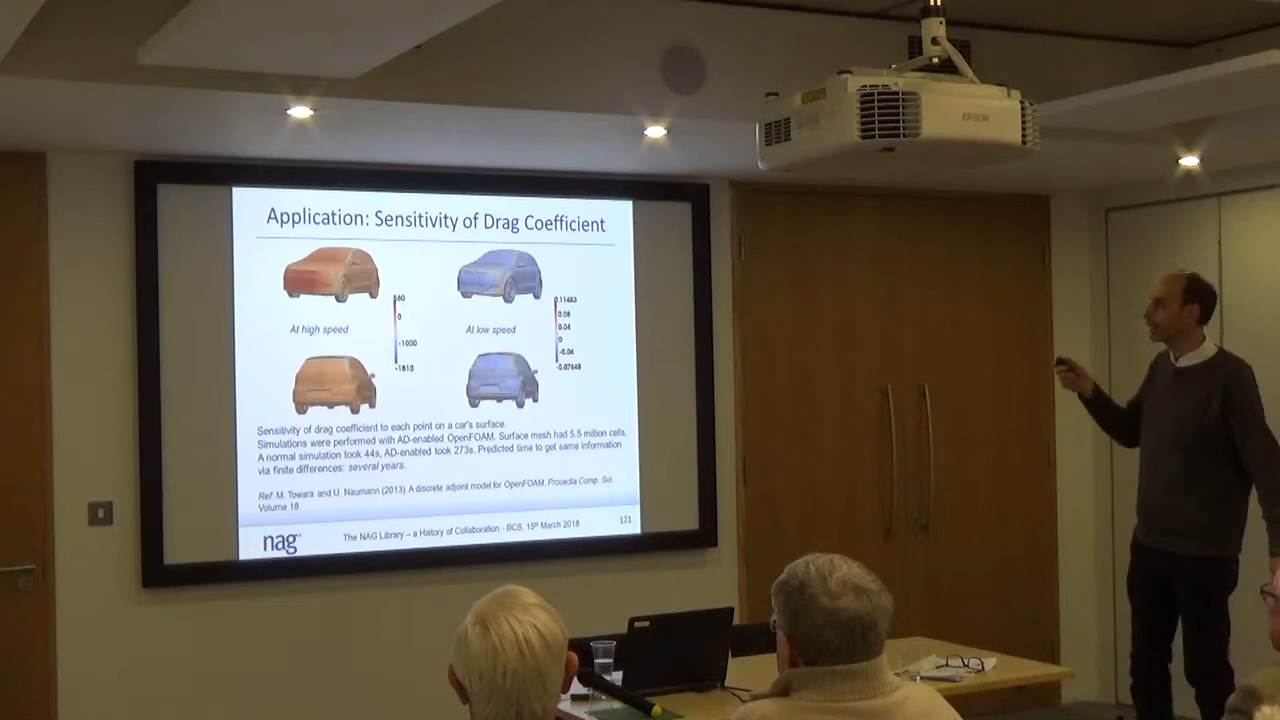 EPSON
Application: Sensitivity of Drag Coefficient
At high speed
560
0
-1000
-1810
At low speed
0.11483
0.08
0.04
0
-0.04
-0.07648
Sensitivity of drag coefficient to each point on a car's surface.
Simulations were performed with AD-enabled OpenFOAM. Surface mesh had 5.5 million cells.
A normal simulation took 44s, AD-enabled took 273s. Predicted time to get same information
via finite differences: several years.
Ref: M. Towara and U. Naumann (2013) A discrete adjoint model for OpenFOAM. Procedia Comp. Sci.
Volume 18
nag
The NAG Library – a History of Collaboration - BCS, 15th March 2018
121